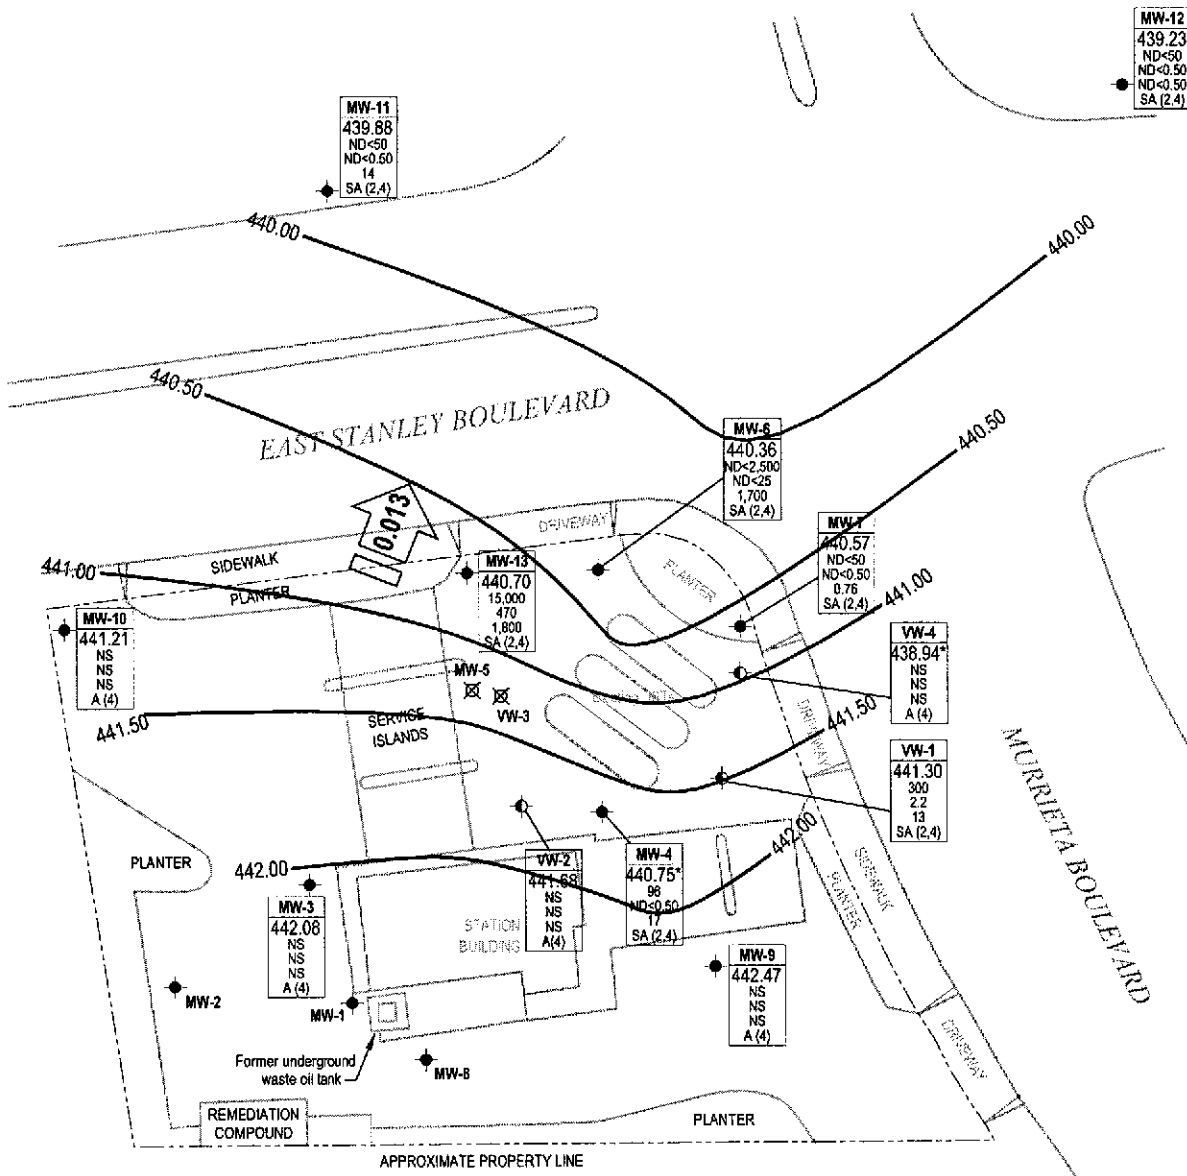 MW-12
439.23
ND<50
ND<0.50
ND<0.50
SA (2,4)
MW-11
439.88
ND<50
ND<0.50
14
SA (2,4)
440.00
440.00
440.50
EAST STANLEY BOULEVARD
MW-6
440.36
ND<2,500
ND<25
1,700
SA (2,4)
440.50
0.013
DRIVEWAY
MW-7
440.57
ND<50
ND<0.50
0.76
SA (2,4)
SIDEWALK
PLANTER
441.00
MW-13
440.70
15,000
470
1,800
SA (2,4)
PLANTER
441.00
MW-10
441.21
NS
NS
NS
A (4)
VW-4
438.94*
NS
NS
NS
A (4)
MW-5
VW-3
441.50
SERVICE
ISLANDS
DRIVEWAY
441.50
VW-1
441.30
300
2.2
13
SA (2,4)
MURRIETA BOULEVARD
PLANTER
442.00
442.00
VW-2
441.68
NS
NS
NS
A(4)
MW-4
440.75*
96
ND<0.50
17
SA (2,4)
SIDEWALK
PLANTER
MW-3
442.08
NS
NS
NS
A (4)
STATION
BUILDING
MW-9
442.47
NS
NS
NS
A (4)
MW-2
MW-1
Former underground
waste oil tank
MW-8
DRIVEWAY
REMEDIATION
COMPOUND
PLANTER
APPROXIMATE PROPERTY LINE